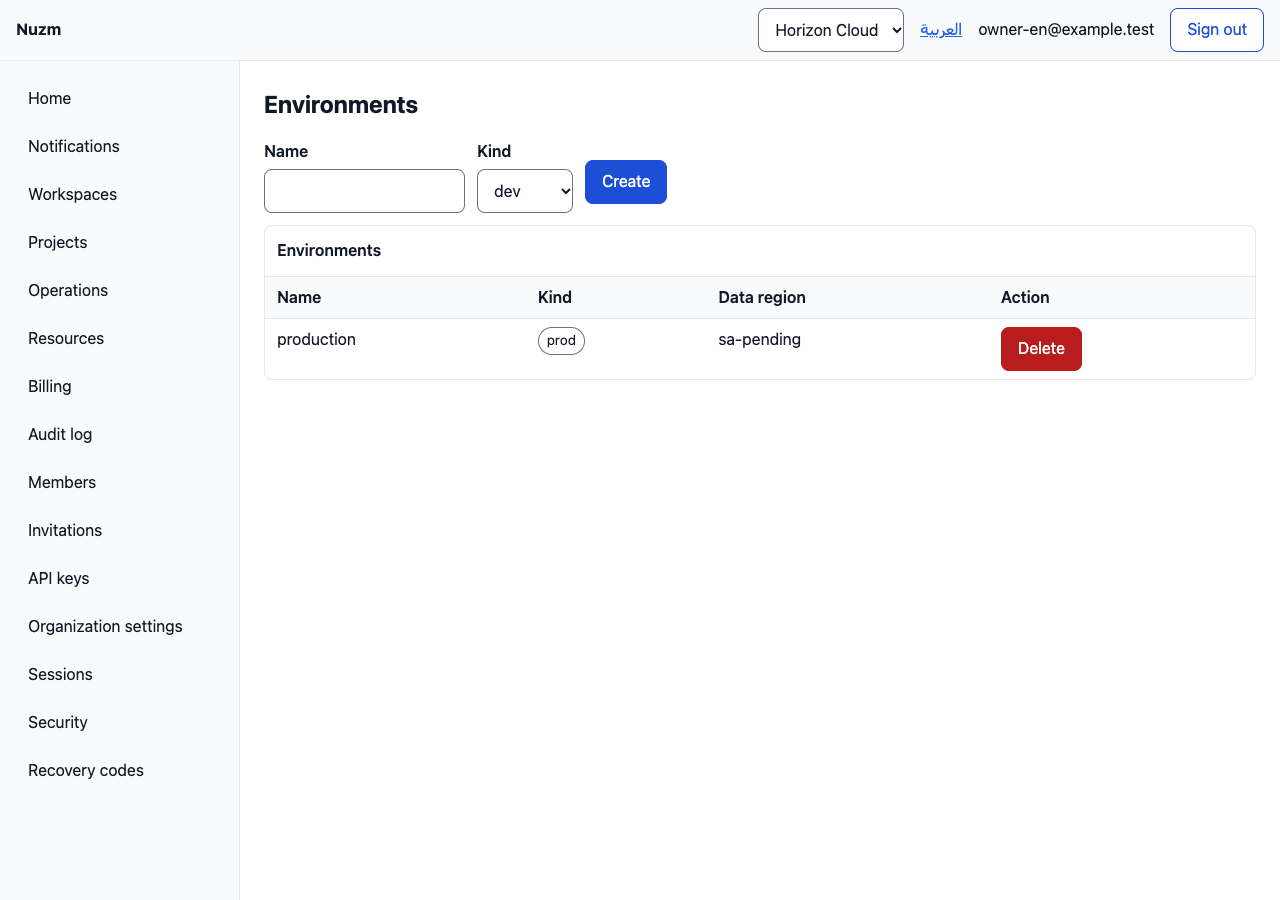 Nuzm
Horizon Cloud
العربية
owner-en@example.test
Sign out
Home
Notifications
Workspaces
Projects
Operations
Resources
Billing
Audit log
Members
Invitations
API keys
Organization settings
Sessions
Security
Recovery codes
Environments
Name
Kind
dev
Create
Environments
Name Kind Data region Action
production prod sa-pending Delete